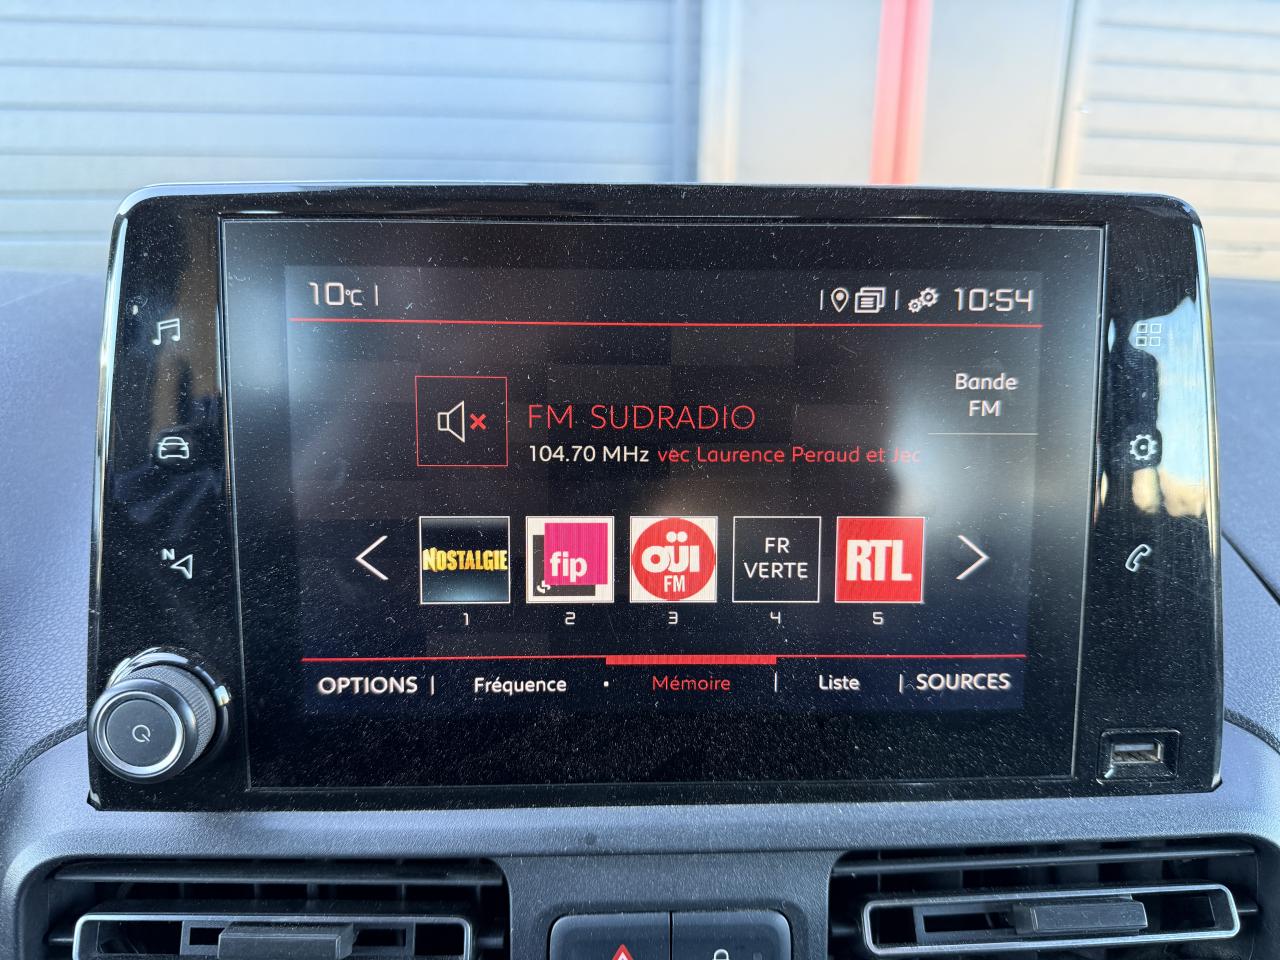 10°C
10:54
Bande
FM
FM SUDRADIO
104.70 MHz vec Laurence Peraud et Jec
NOSTALGIE
fip
OÜI
FM
FR
VERTE
RTL
1
2
3
4
5
OPTIONS
Fréquence
Mémoire
Liste
SOURCES
N